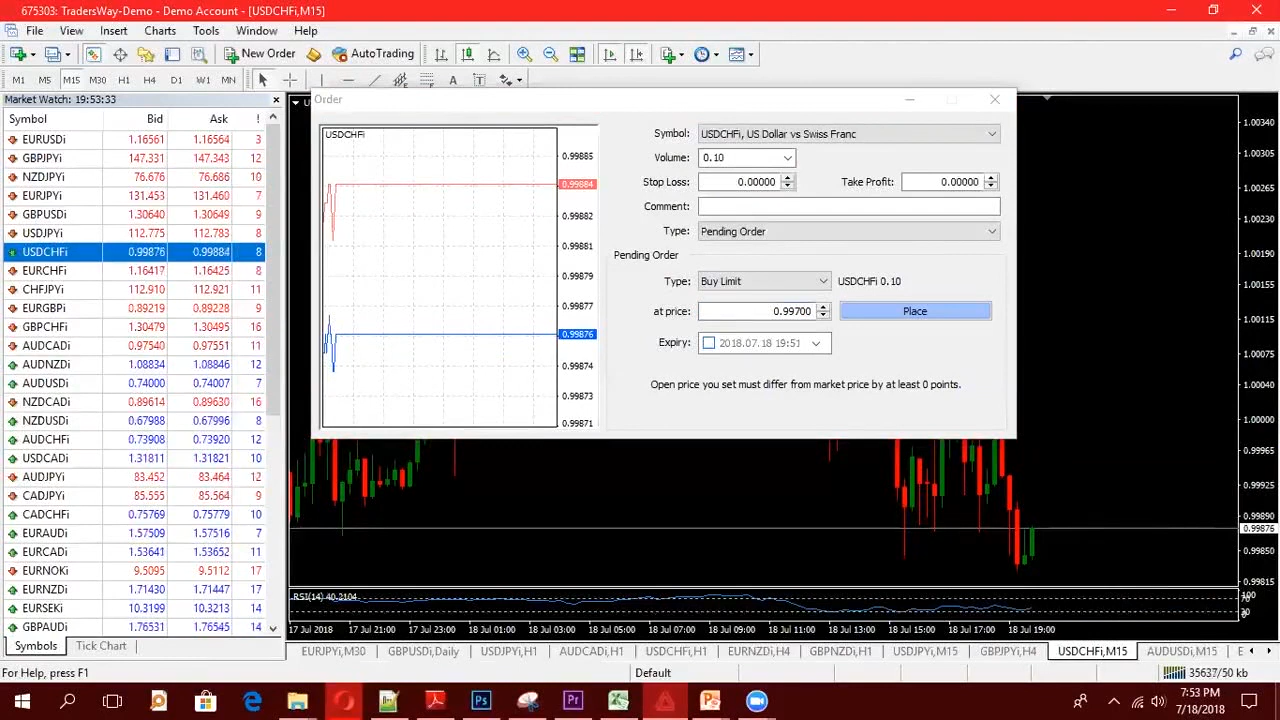 675303: TradersWay-Demo - Demo Account - [USDCHFi,M15]
File View Insert Charts Tools Window Help
New Order AutoTrading
M1 M5 M15 M30 H1 H4 D1 W1 MN A T
Market Watch: 19:53:33
Symbol Bid Ask !
EURUSDi 1.16561 1.16564 3
GBPJPYi 147.331 147.343 12
NZDJPYi 76.676 76.686 10
EURJPYi 131.453 131.460 7
GBPUSDi 1.30640 1.30649 9
USDJPYi 112.775 112.783 8
USDCHFi 0.99876 0.99884 8
EURCHFi 1.16417 1.16425 8
CHFJPYi 112.910 112.921 11
EURGBPi 0.89219 0.89228 9
GBPCHFi 1.30479 1.30495 16
AUDCADi 0.97540 0.97551 11
AUDNZDi 1.08834 1.08846 12
AUDUSDi 0.74000 0.74007 7
NZDCADi 0.89614 0.89630 16
NZDUSDi 0.67988 0.67996 8
AUDCHFi 0.73908 0.73920 12
USDCADi 1.31811 1.31821 10
AUDJPYi 83.452 83.464 12
CADJPYi 85.555 85.564 9
CADCHFi 0.75769 0.75779 10
EURAUDi 1.57509 1.57516 7
EURCADi 1.53641 1.53652 11
EURNOKi 9.5095 9.5112 17
EURNZDi 1.71430 1.71447 17
EURSEKi 10.3199 10.3213 14
GBPAUDi 1.76531 1.76545 14
Symbols Tick Chart
Order
USDCHFi
0.99885
0.99884
0.99882
0.99881
0.99879
0.99877
0.99876
0.99874
0.99873
0.99871
Symbol: USDCHFi, US Dollar vs Swiss Franc
Volume: 0.10
Stop Loss: 0.00000 Take Profit: 0.00000
Comment:
Type: Pending Order
Pending Order
Type: Buy Limit USDCHFi 0.10
at price: 0.99700 Place
Expiry: 2018.07.18 19:51
Open price you set must differ from market price by at least 0 points.
1.00340
1.00305
1.00265
1.00230
1.00190
1.00155
1.00115
1.00075
1.00040
1.00000
0.99965
0.99925
0.99890
0.99876
0.99850
0.99815
RSI(14) 40.2104
100
70
30
0
17 Jul 2018 17 Jul 21:00 17 Jul 23:00 18 Jul 01:00 18 Jul 03:00 18 Jul 05:00 18 Jul 07:00 18 Jul 09:00 18 Jul 11:00 18 Jul 13:00 18 Jul 15:00 18 Jul 17:00 18 Jul 19:00
EURJPYi,M30 GBPUSDi,Daily USDJPYi,H1 AUDCADi,H1 USDCHFi,H1 EURNZDi,H4 GBPNZDi,H1 USDJPYi,M15 GBPJPYi,H4 USDCHFi,M15 AUDUSDi,M15 E
For Help, press F1 Default 35637/50 kb
7:53 PM
7/18/2018